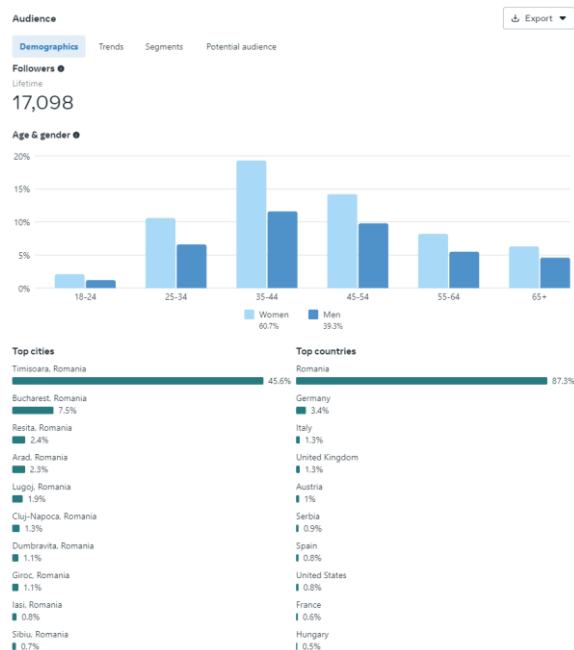 Audience
Export
Demographics Trends Segments Potential audience
Followers
Lifetime
17,098
Age & gender
20%
15%
10%
5%
0%
18-24 25-34 35-44 45-54 55-64 65+
Women Men
60.7% 39.3%
Top cities
Timisoara, Romania
45.6%
Bucharest, Romania
7.5%
Resita, Romania
2.4%
Arad, Romania
2.3%
Lugoj, Romania
1.9%
Cluj-Napoca, Romania
1.3%
Dumbravita, Romania
1.1%
Giroc, Romania
1.1%
Iasi, Romania
0.8%
Sibiu, Romania
0.7%
Top countries
Romania
87.3%
Germany
3.4%
Italy
1.3%
United Kingdom
1.3%
Austria
1%
Serbia
0.9%
Spain
0.8%
United States
0.8%
France
0.6%
Hungary
0.5%